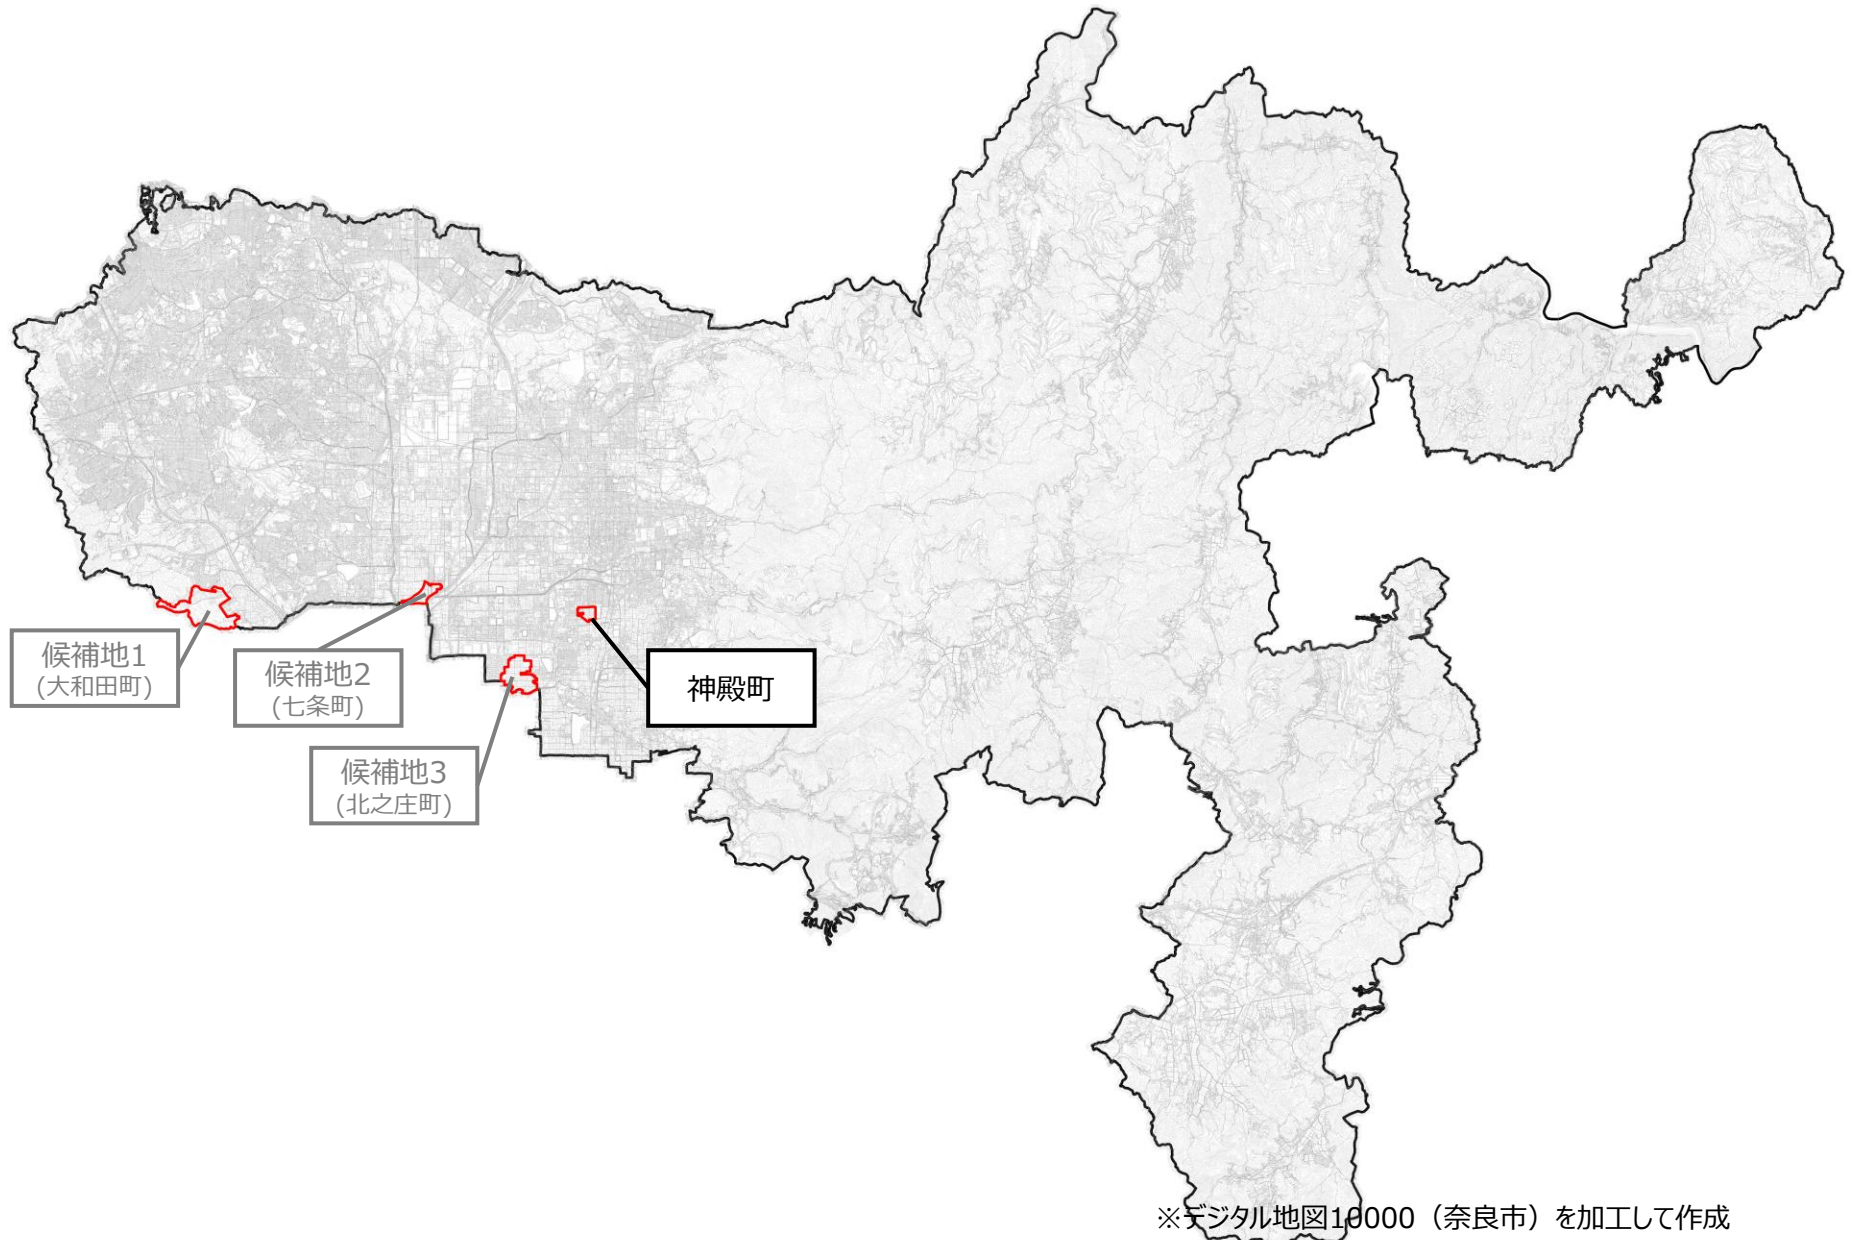 候補地1
(大和田町)
候補地2
(七条町)
神殿町
候補地3
(北之庄町)
※デジタル地図10000（奈良市）を加工して作成